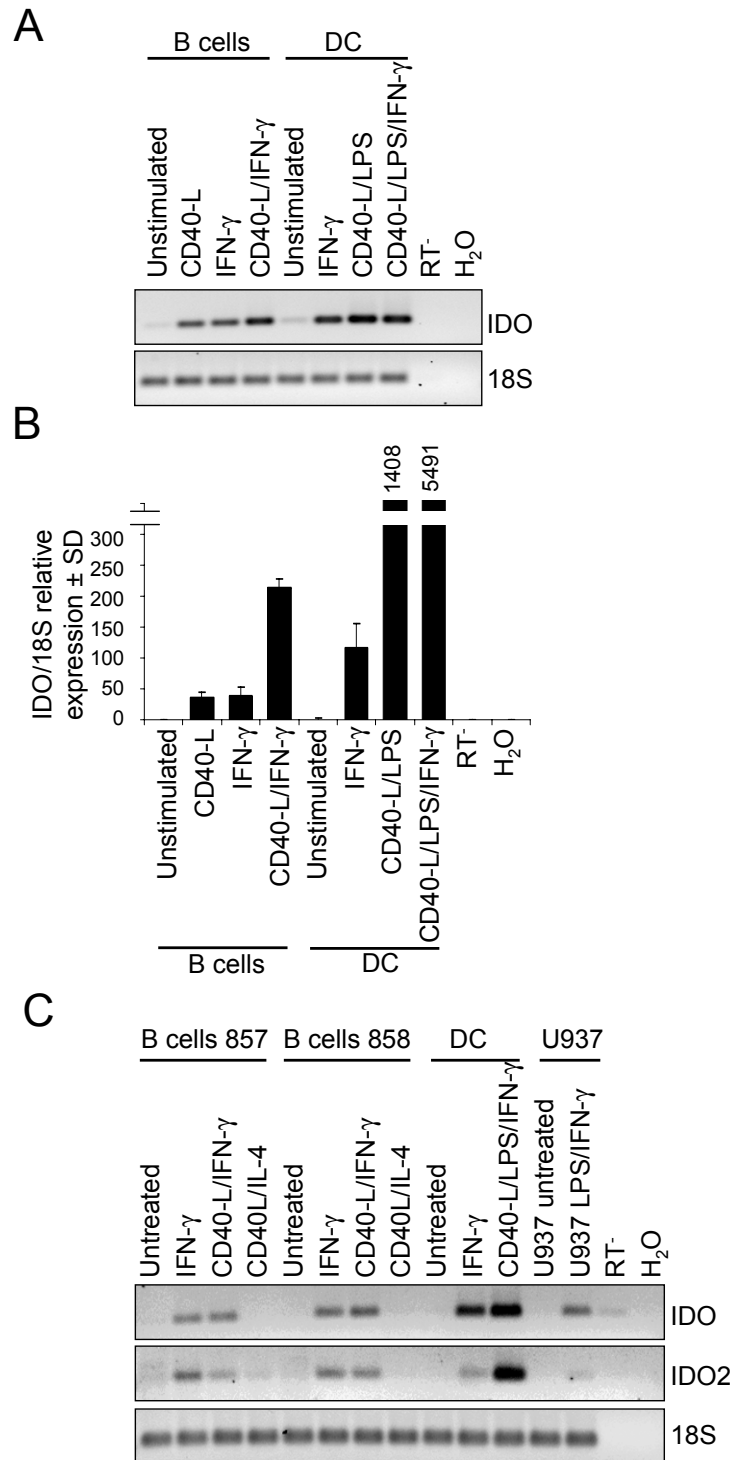 A
B cells DC
Unstimulated
CD40-L
IFN-γ
CD40-L/IFN-γ
Unstimulated
IFN-γ
CD40-L/LPS
CD40-L/LPS/IFN-γ
RT-
H2O
IDO
18S
B
IDO/18S relative
expression ± SD
300
250
200
150
100
50
0
1408
5491
Unstimulated
CD40-L
IFN-γ
CD40-L/IFN-γ
Unstimulated
IFN-γ
CD40-L/LPS
CD40-L/LPS/IFN-γ
RT-
H2O
B cells DC
C
B cells 857 B cells 858 DC U937
Untreated
IFN-γ
CD40-L/IFN-γ
CD40L/IL-4
Untreated
IFN-γ
CD40-L/IFN-γ
CD40L/IL-4
Untreated
IFN-γ
CD40-L/LPS/IFN-γ
U937 untreated
U937 LPS/IFN-γ
RT-
H2O
IDO
IDO2
18S